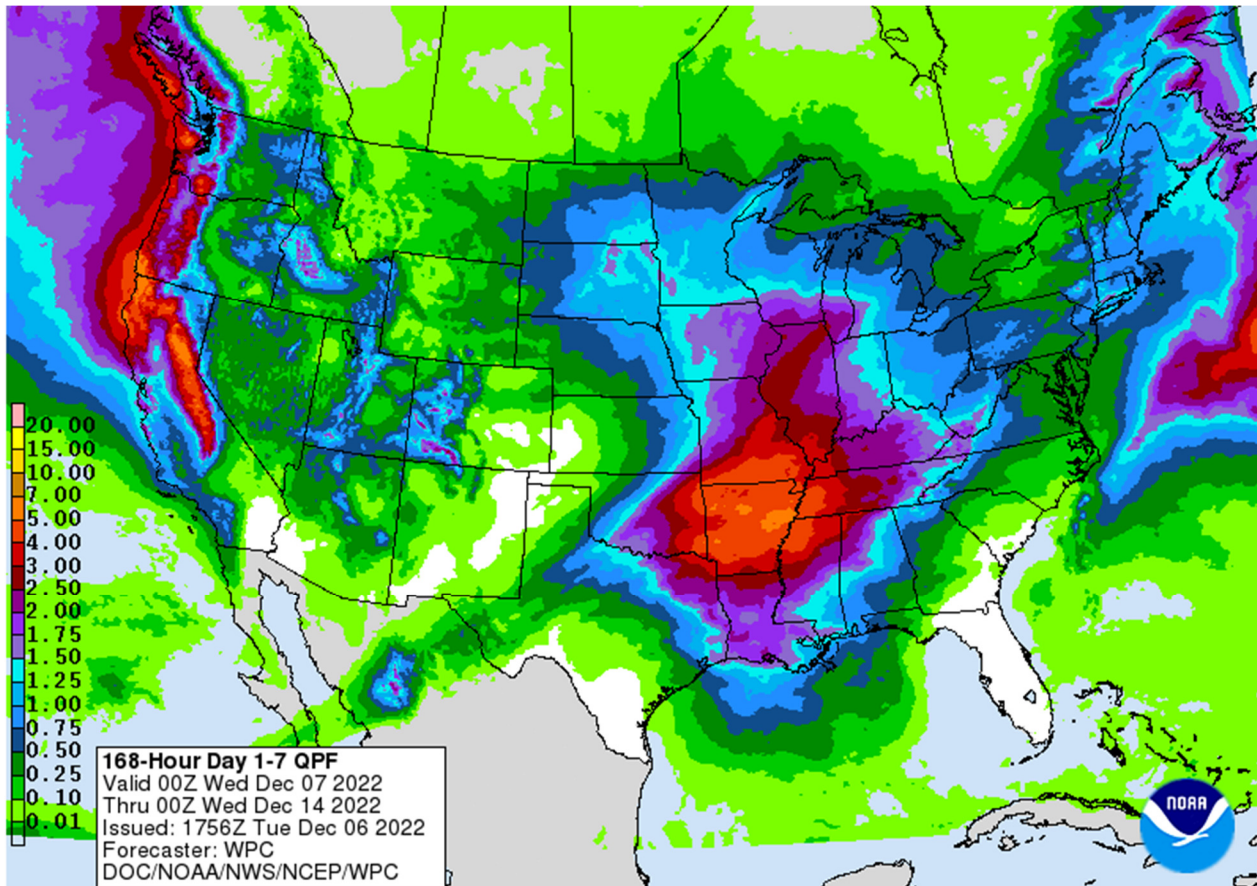 20.00
15.00
10.00
7.00
5.00
4.00
3.00
2.50
2.00
1.75
1.50
1.25
1.00
0.75
0.50
0.25
0.10
0.01
168-Hour Day 1-7 QPF
Valid 00Z Wed Dec 07 2022
Thru 00Z Wed Dec 14 2022
Issued: 1756Z Tue Dec 06 2022
Forecaster: WPC
DOC/NOAA/NWS/NCEP/WPC
NOAA